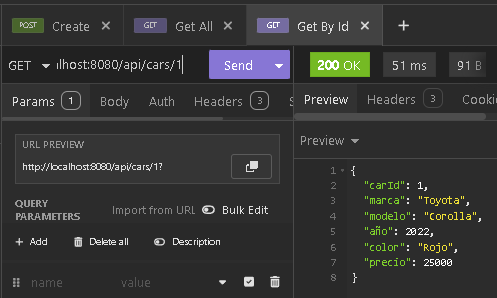 POST Create × GET Get All × GET Get By Id × +
GET lhost:8080/api/cars/1 Send
200 OK 51 ms 91 B
Params 1 Body Auth Headers 3 S
Preview Headers 3 Cookie
URL PREVIEW
http://localhost:8080/api/cars/1?
QUERY PARAMETERS Import from URL Bulk Edit
+ Add Delete all Description
name value
Preview
1 {
2 "carId": 1,
3 "marca": "Toyota",
4 "modelo": "Corolla",
5 "año": 2022,
6 "color": "Rojo",
7 "precio": 25000
8 }